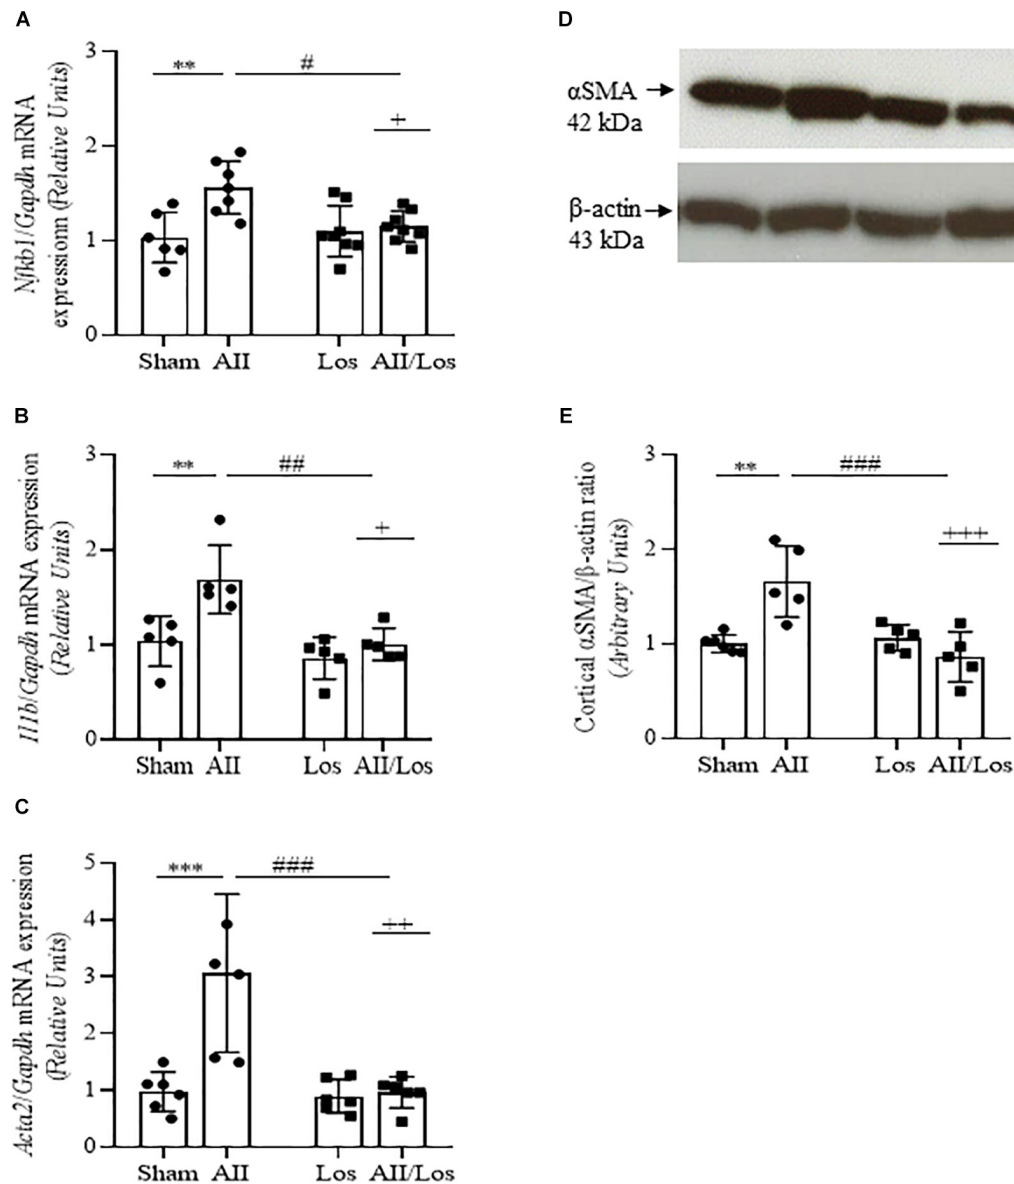 A
Nfkb1/Gapdh mRNA
expressionn (Relative Units)
3
2
1
0
**
#
+
Sham AII Los AII/Los
D
αSMA
42 kDa
β-actin
43 kDa
B
Il1b/Gapdh mRNA expression
(Relative Units)
3
2
1
0
**
##
+
Sham AII Los AII/Los
E
Cortical αSMA/β-actin ratio
(Arbitrary Units)
3
2
1
0
**
###
+++
Sham AII Los AII/Los
C
Acta2/Gapdh mRNA expression
(Relative Units)
5
4
3
2
1
0
***
###
++
Sham AII Los AII/Los